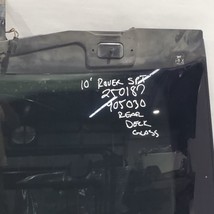 10' ROVER SPT
250187
905030
REAR
DOOR
GLASS